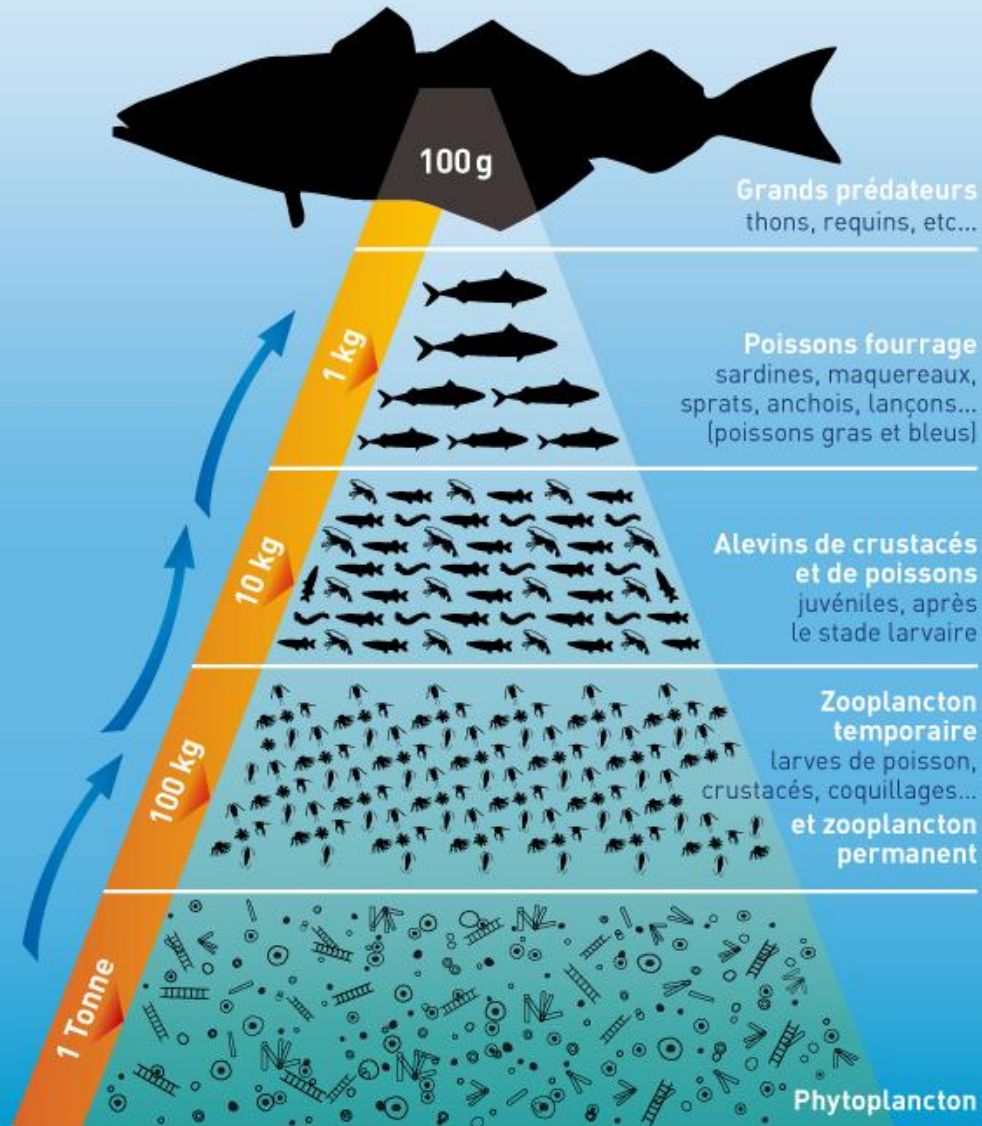 100 g
Grands prédateurs
thons, requins, etc...
1 kg
Poissons fourrage
sardines, maquereaux,
sprats, anchois, lançons...
(poissons gras et bleus)
10 kg
Alevins de crustacés
et de poissons
juvéniles, après
le stade larvaire
100 kg
Zooplancton
temporaire
larves de poisson,
crustacés, coquillages...
et zooplancton
permanent
1 Tonne
Phytoplancton